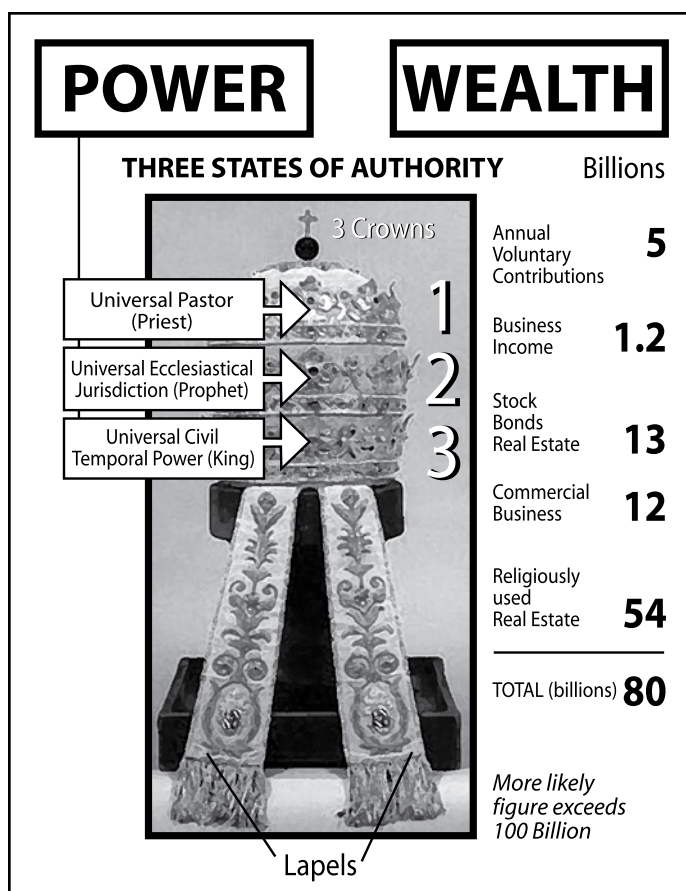 POWER
WEALTH
THREE STATES OF AUTHORITY
Billions
3 Crowns
Universal Pastor
(Priest)
1
Universal Ecclesiastical
Jurisdiction (Prophet)
2
Universal Civil
Temporal Power (King)
3
Annual
Voluntary
Contributions
5
Business
Income
1.2
Stock
Bonds
Real Estate
13
Commercial
Business
12
Religiously
used
Real Estate
54
TOTAL (billions) 80
More likely
figure exceeds
100 Billion
Lapels